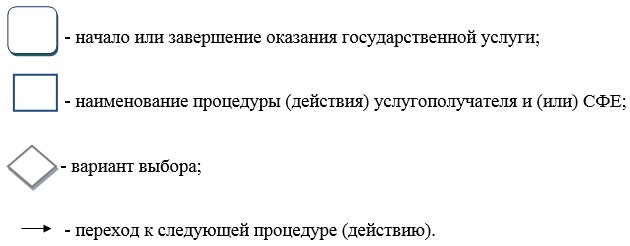 - начало или завершение оказания государственной услуги;
- наименование процедуры (действия) услугополучателя и (или) СФЕ;
- вариант выбора;
- переход к следующей процедуре (действию).